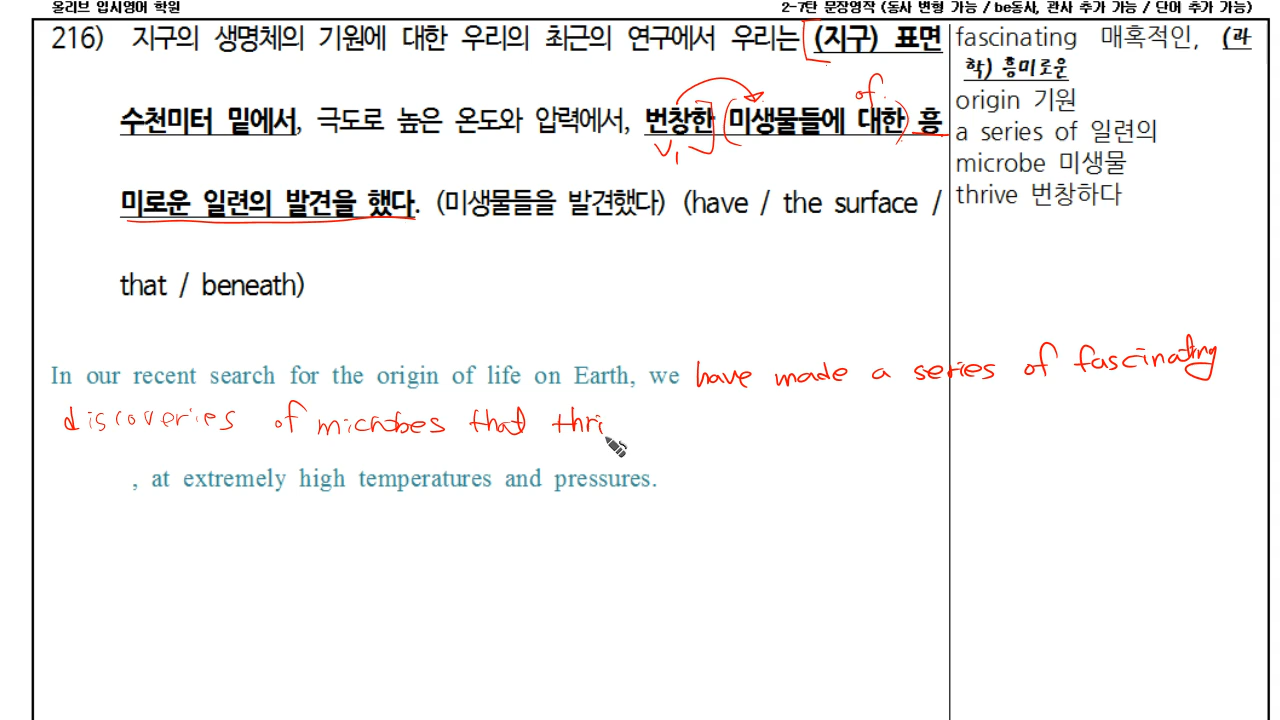 올리브 입시영어 학원
2-7탄 문장영작 (동사 변형 가능 / be동사, 관사 추가 가능 / 단어 추가 가능)
216) 지구의 생명체의 기원에 대한 우리의 최근의 연구에서 우리는 (지구) 표면
of
수천미터 밑에서, 극도로 높은 온도와 압력에서, 번창한 미생물들에 대한 흥
V1
미로운 일련의 발견을 했다. (미생물들을 발견했다) (have / the surface /
that / beneath)
In our recent search for the origin of life on Earth, we have made a series of fascinating
discoveries of microbes that thri
, at extremely high temperatures and pressures.
fascinating 매혹적인, (과
학) 흥미로운
origin 기원
a series of 일련의
microbe 미생물
thrive 번창하다